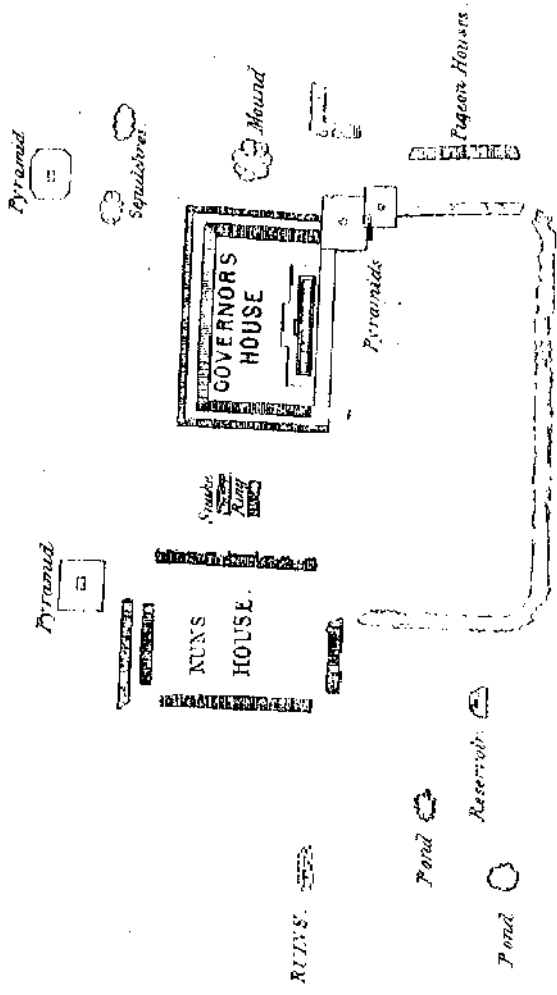 Pyramid
Pyramid
Sepulchres.
Mound
GOVERNORS
HOUSE
Snake
Ring
NUNS
HOUSE.
RUINS.
Pyramids
Pigeon Houses.
Pond
Reservoir.
Pond